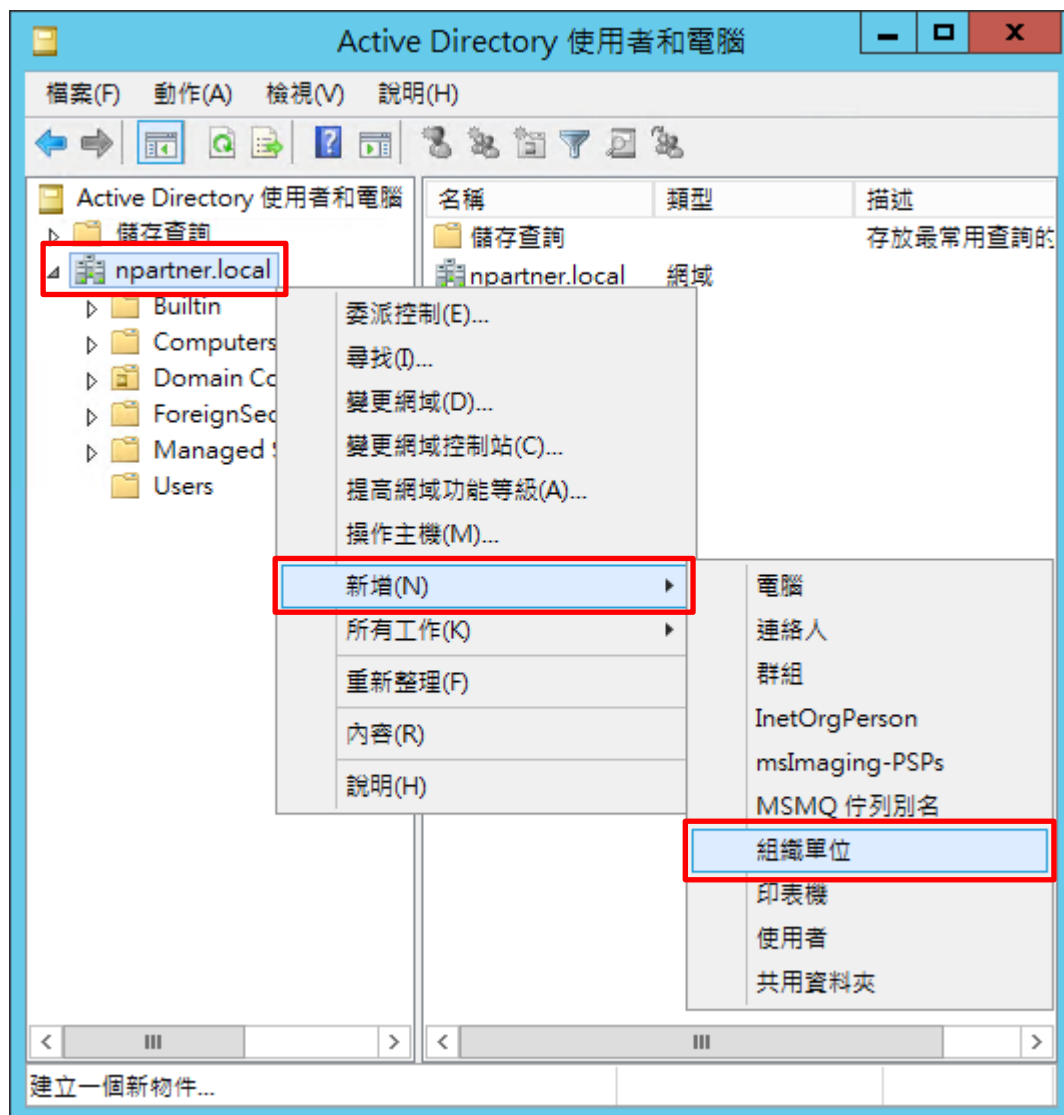 Active Directory 使用者和電腦
檔案(F) 動作(A) 檢視(V) 說明(H)
Active Directory 使用者和電腦
儲存查詢
npartner.local
Builtin
Computers
Domain Co
ForeignSec
Managed
Users
名稱 類型 描述
儲存查詢 存放最常用查詢的
npartner.local 網域
委派控制(E)...
尋找(I)...
變更網域(D)...
變更網域控制站(C)...
提高網域功能等級(A)...
操作主機(M)...
新增(N)
所有工作(K)
重新整理(F)
內容(R)
說明(H)
電腦
連絡人
群組
InetOrgPerson
msImaging-PSPs
MSMQ 佇列別名
組織單位
印表機
使用者
共用資料夾
建立一個新物件...